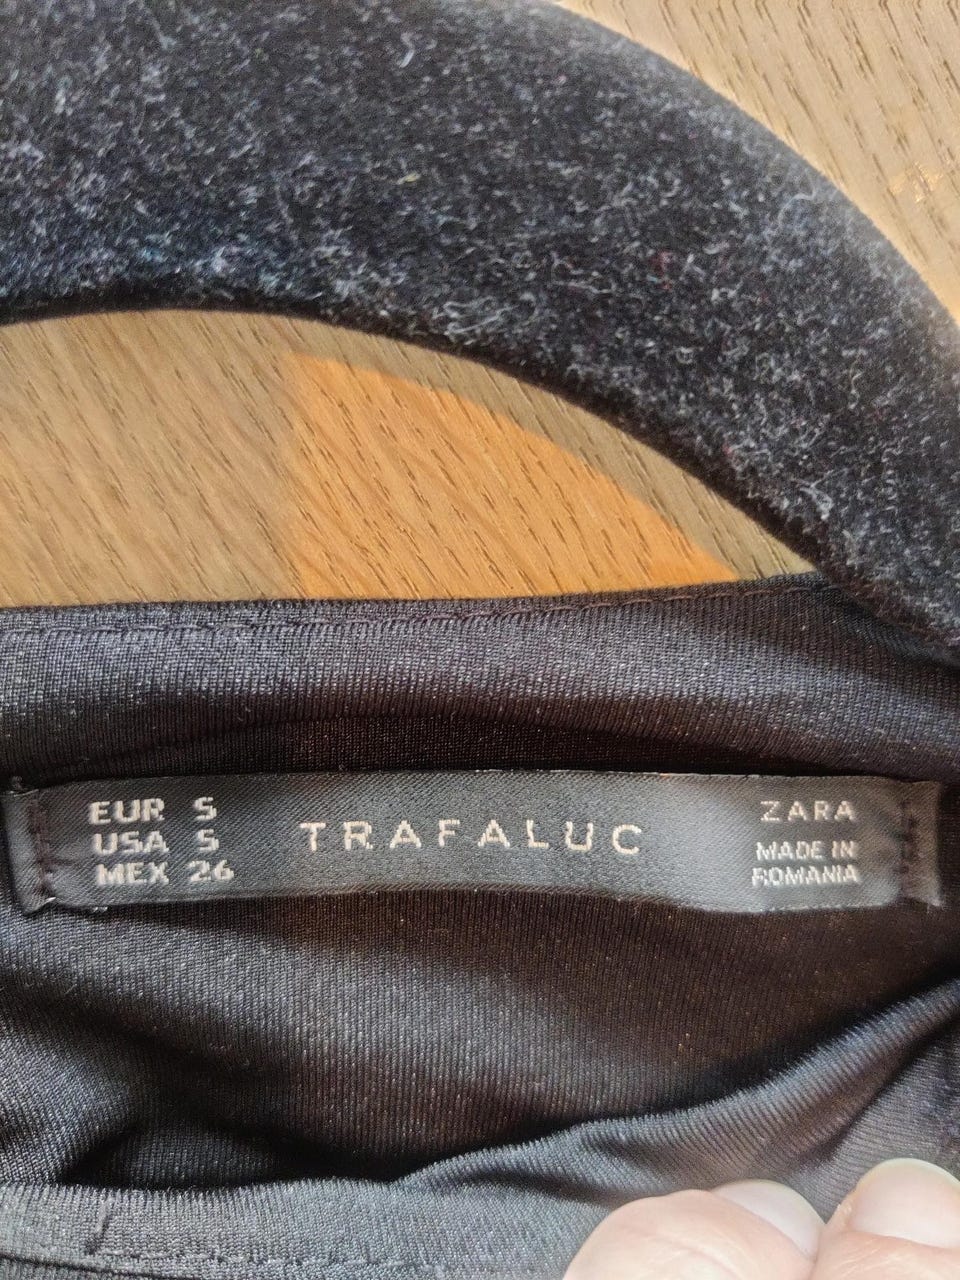 EUR S
USA S
MEX 26
TRAFALUC
ZARA
MADE IN
ROMANIA